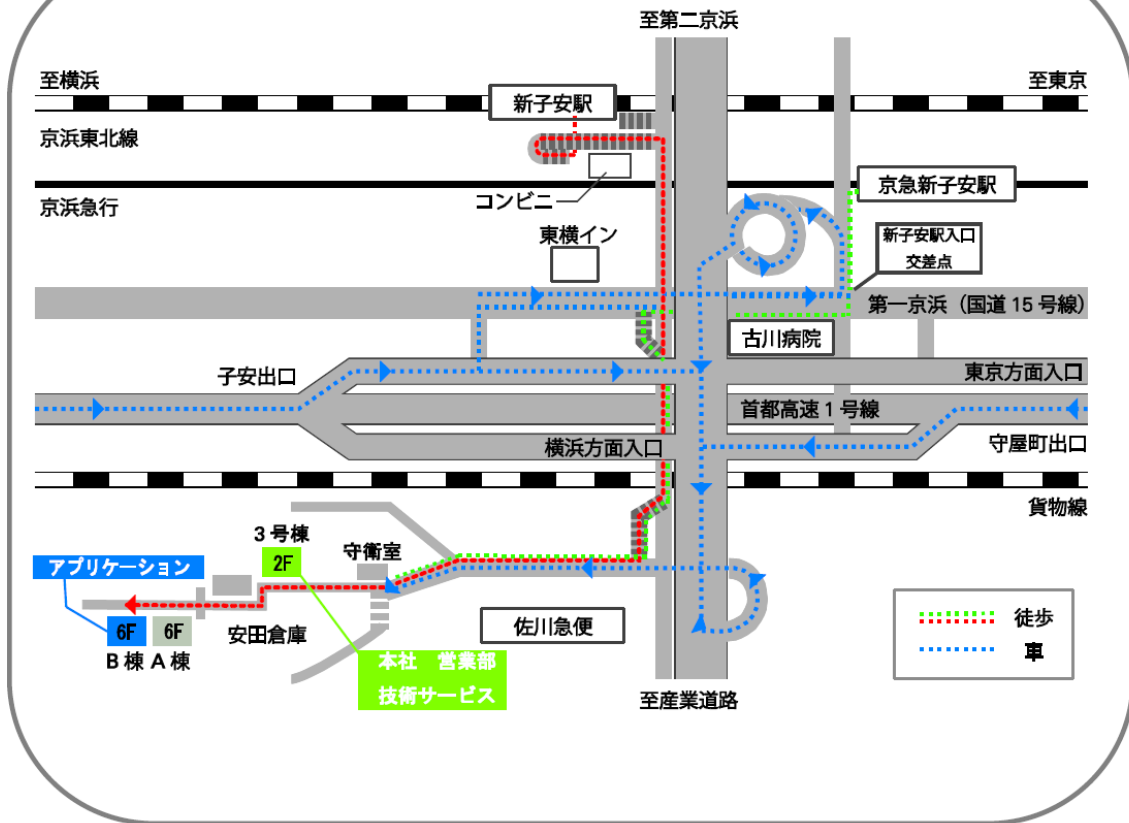 至第二京浜
至横浜
至東京
新子安駅
京浜東北線
京急新子安駅
コンビニ
京浜急行
東横イン
新子安駅入口
交差点
第一京浜（国道15号線）
古川病院
子安出口
東京方面入口
首都高速1号線
横浜方面入口
守屋町出口
貨物線
3号棟
守衛室
2F
アプリケーション
6F
6F
安田倉庫
佐川急便
B棟
A棟
本社 営業部
技術サービス
至産業道路
徒歩
車